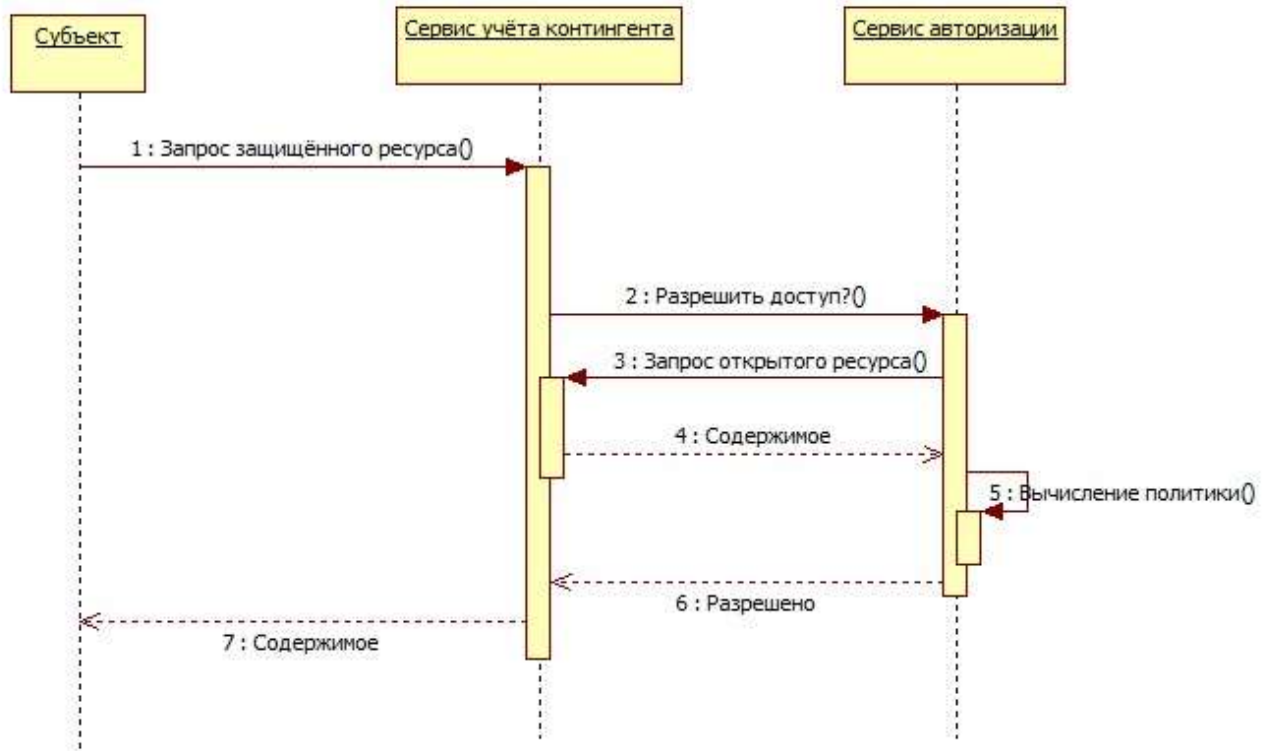 Субъект
Сервис учёта контингента
Сервис авторизации
1 : Запрос защищённого ресурса()
2 : Разрешить доступ?()
3 : Запрос открытого ресурса()
4 : Содержимое
5 : Вычисление политики()
6 : Разрешено
7 : Содержимое